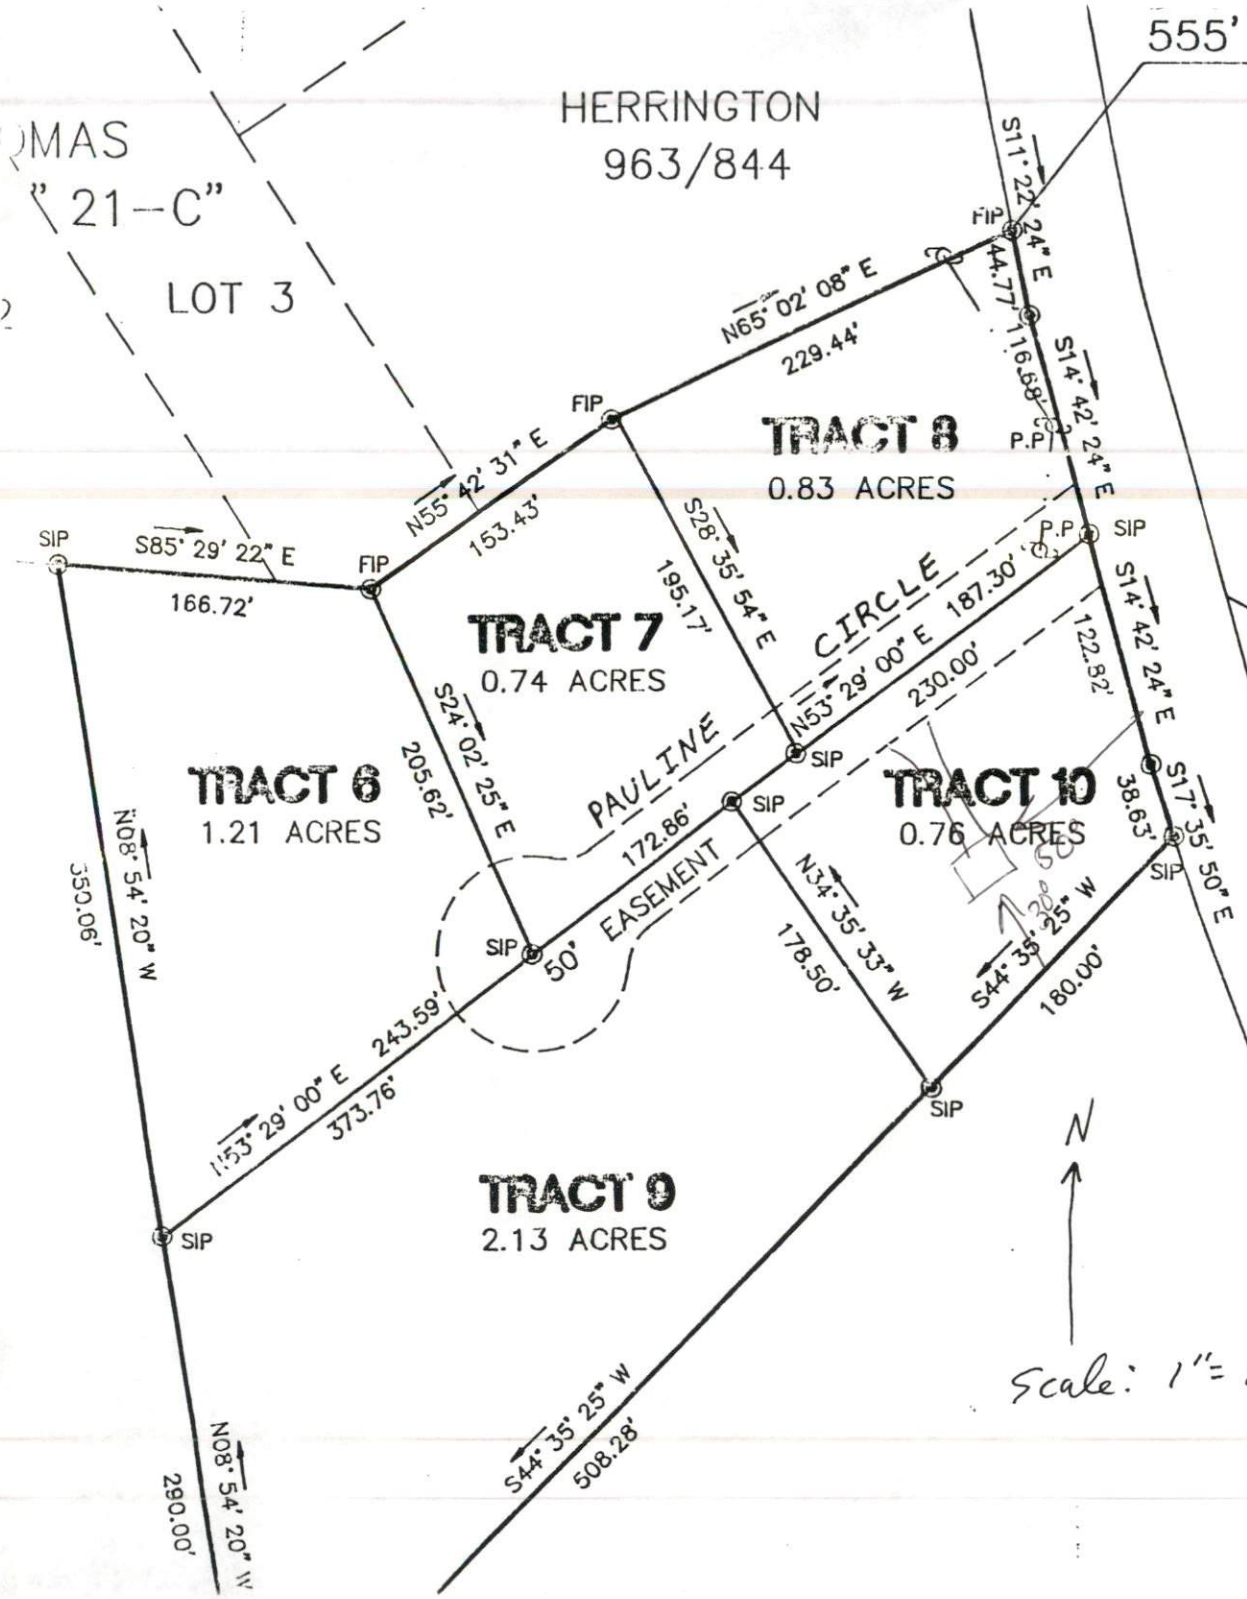 555'
HERRINGTON
963/844
OMAS
" 21-C"
LOT 3
S11° 22' 24" E
44.77'
FIP
N65° 02' 08" E
229.44'
S14° 42' 24" E
116.68'
P.P
FIP
TRACT 8
0.83 ACRES
N55° 42' 31" E
153.43'
S28° 35' 54" E
195.17'
SIP
S85° 29' 22" E
166.72'
FIP
P.P
SIP
CIRCLE
187.30'
N53° 29' 00" E
230.00'
S14° 42' 24" E
122.82'
TRACT 7
0.74 ACRES
S24° 02' 25" E
205.62'
PAULINE
SIP
SIP
TRACT 6
1.21 ACRES
TRACT 10
0.76 ACRES
S17° 35' 50" E
38.63'
SIP
172.86'
EASEMENT
N34° 35' 33" W
178.50'
S44° 35' 25" W
180.00'
N08° 54' 20" W
350.06'
SIP
50'
243.59'
N53° 29' 00" E
373.76'
SIP
SIP
N
TRACT 9
2.13 ACRES
Scale: 1"=
S44° 35' 25" W
508.28'
N08° 54' 20" W
290.00'